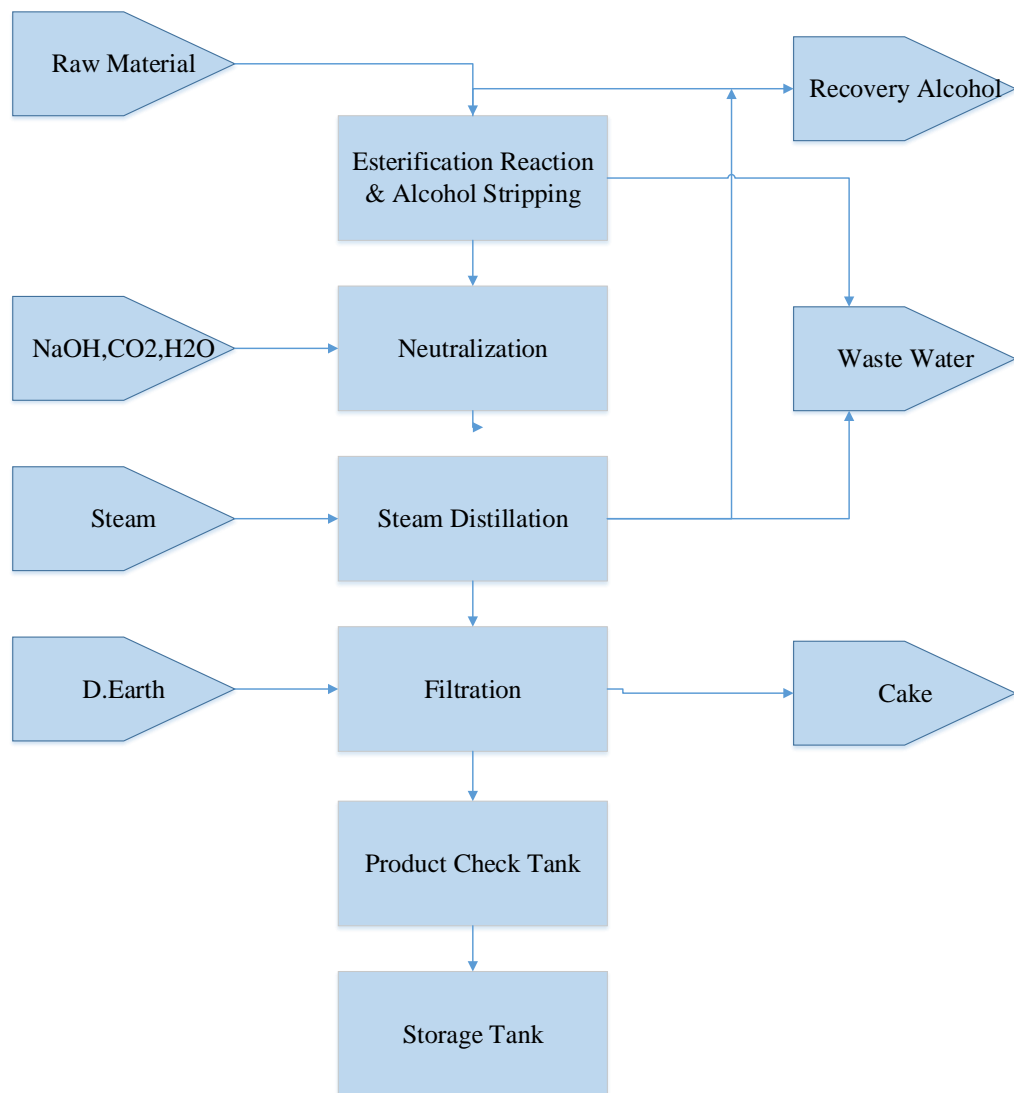 Raw Material
Recovery Alcohol
Esterification Reaction
& Alcohol Stripping
NaOH,CO2,H2O
Neutralization
Waste Water
Steam
Steam Distillation
D.Earth
Filtration
Cake
Product Check Tank
Storage Tank